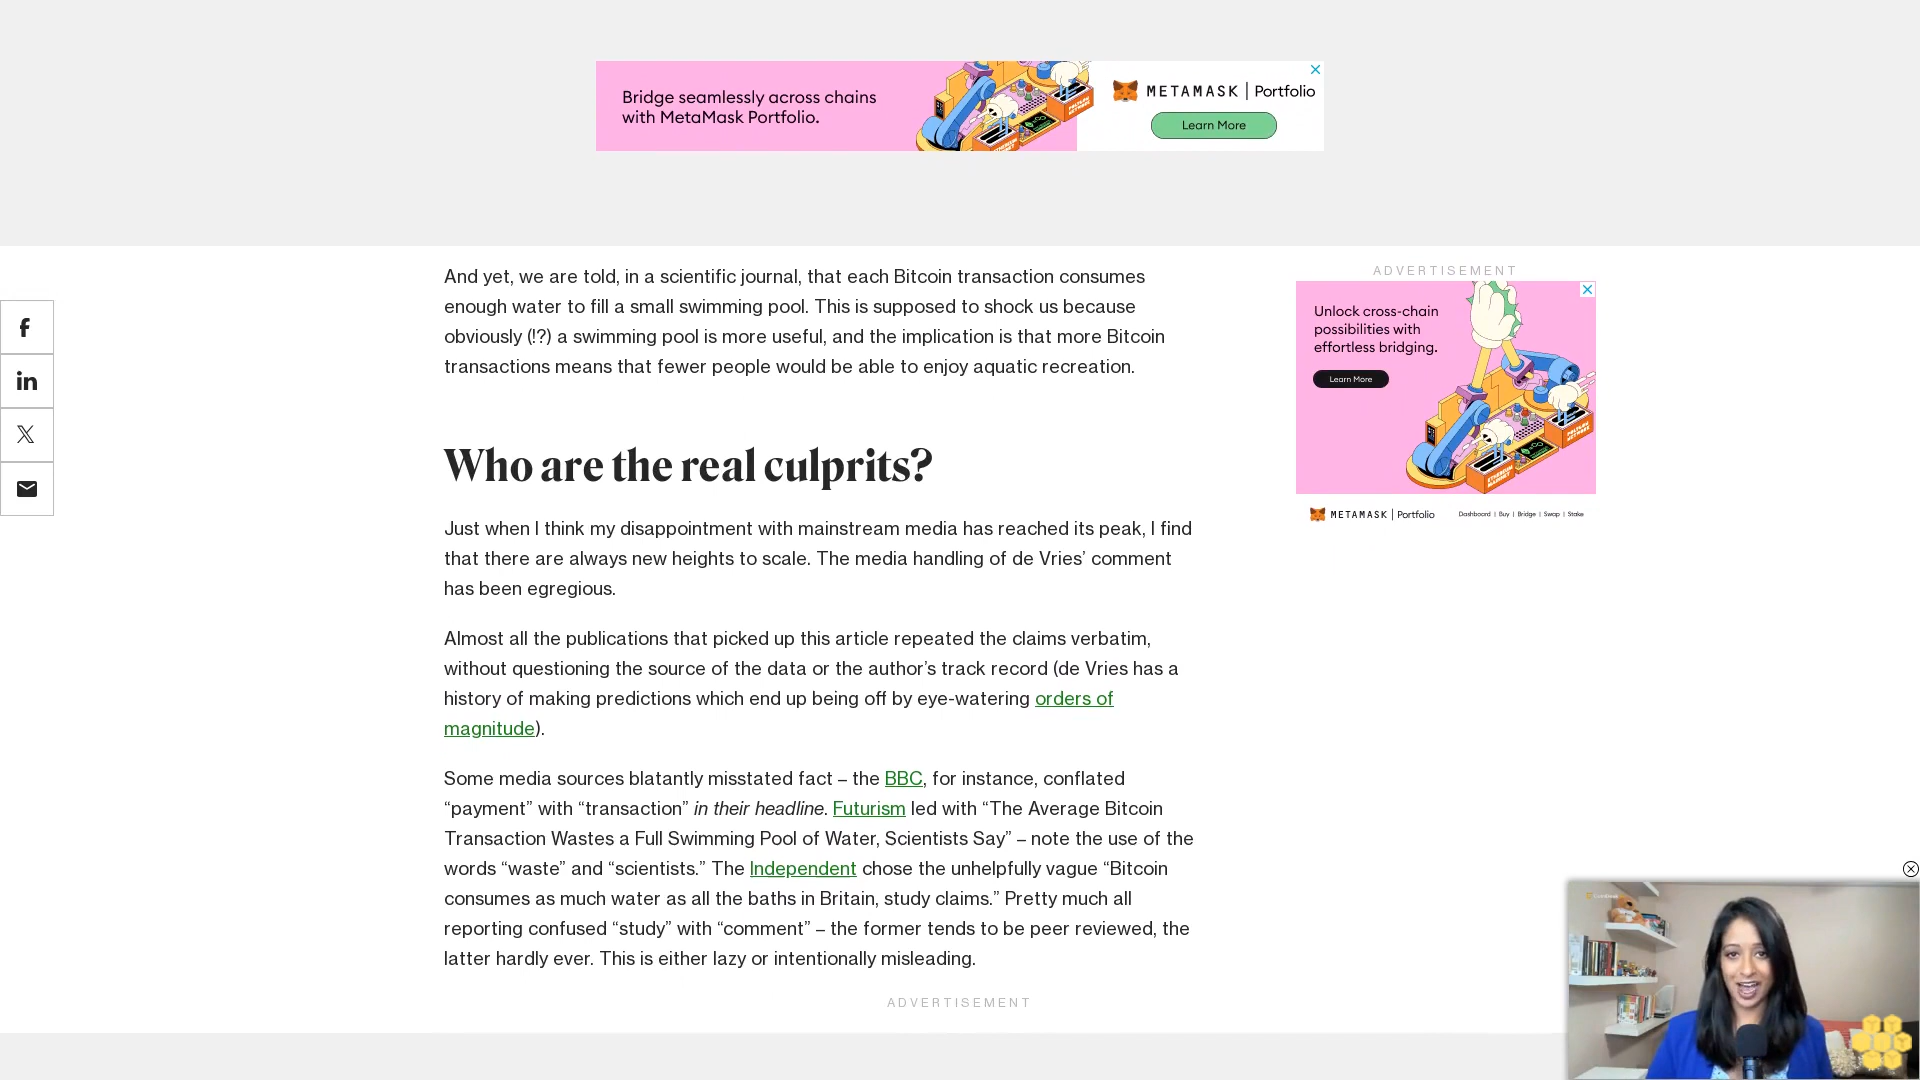 Bridge seamlessly across chains
with MetaMask Portfolio.
METAMASK | Portfolio
Learn More
And yet, we are told, in a scientific journal, that each Bitcoin transaction consumes
enough water to fill a small swimming pool. This is supposed to shock us because
obviously (!?) a swimming pool is more useful, and the implication is that more Bitcoin
transactions means that fewer people would be able to enjoy aquatic recreation.
Who are the real culprits?
Just when I think my disappointment with mainstream media has reached its peak, I find
that there are always new heights to scale. The media handling of de Vries’ comment
has been egregious.
Almost all the publications that picked up this article repeated the claims verbatim,
without questioning the source of the data or the author’s track record (de Vries has a
history of making predictions which end up being off by eye-watering orders of
magnitude).
Some media sources blatantly misstated fact – the BBC, for instance, conflated
“payment” with “transaction” in their headline. Futurism led with “The Average Bitcoin
Transaction Wastes a Full Swimming Pool of Water, Scientists Say” – note the use of the
words “waste” and “scientists.” The Independent chose the unhelpfully vague “Bitcoin
consumes as much water as all the baths in Britain, study claims.” Pretty much all
reporting confused “study” with “comment” – the former tends to be peer reviewed, the
latter hardly ever. This is either lazy or intentionally misleading.
ADVERTISEMENT
ADVERTISEMENT
Unlock cross-chain
possibilities with
effortless bridging.
Learn More
METAMASK | Portfolio
Dashboard | Buy | Bridge | Swap | Stake